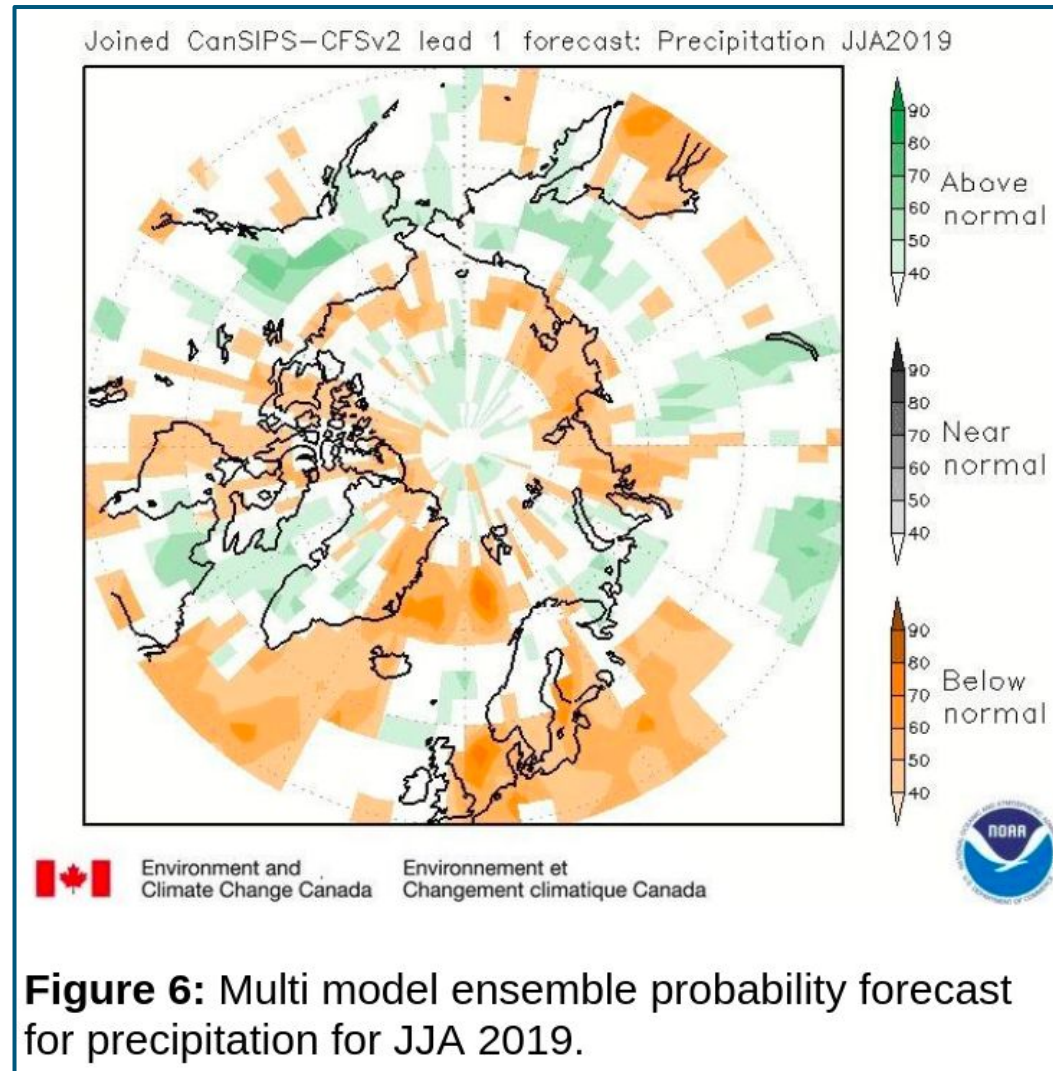 Joined CanSIPS-CFSv2 lead 1 forecast: Precipitation JJA2019
90
80
70
60
50
40
Above
normal
90
80
70
60
50
40
Near
normal
90
80
70
60
50
40
Below
normal
Environment and
Climate Change Canada
Environnement et
Changement climatique Canada
NOAA
Figure 6: Multi model ensemble probability forecast
for precipitation for JJA 2019.